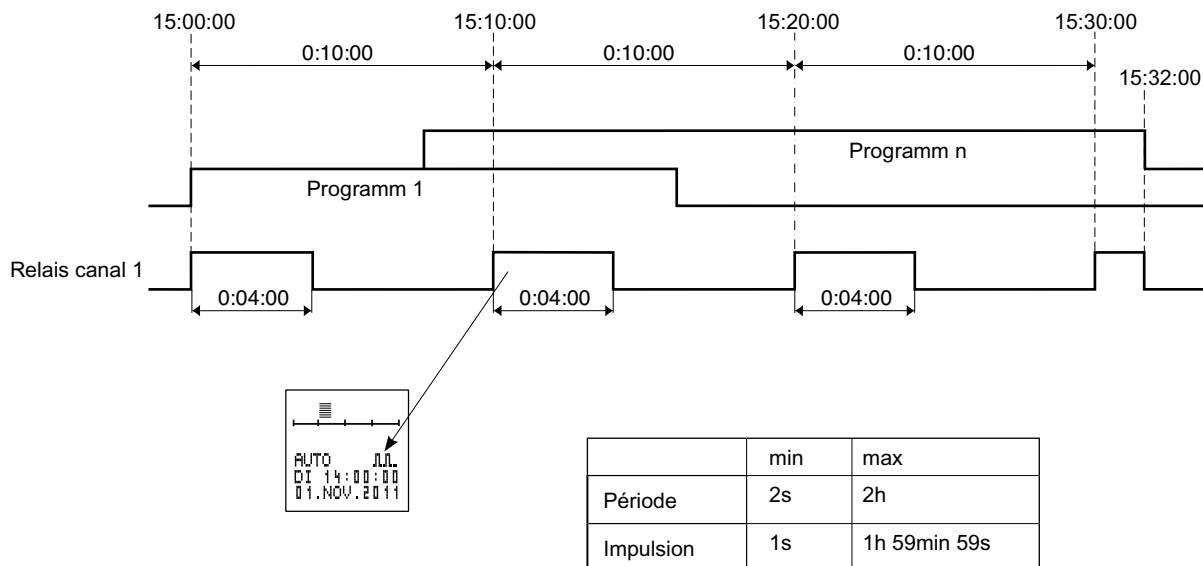 15:00:00 15:10:00 15:20:00 15:30:00
0:10:00 0:10:00 0:10:00
15:32:00
Programm n
Programm 1
Relais canal 1
0:04:00 0:04:00 0:04:00
AUTO
DI 14:00:00
01.NOV.2011
min max
Période 2s 2h
Impulsion 1s 1h 59min 59s